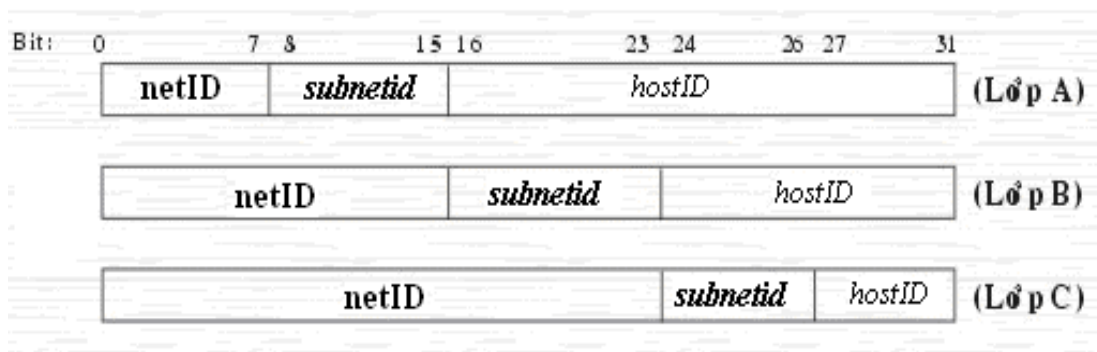 Bit: 0 7 8 15 16 23 24 26 27 31
netID subnetid hostID (Lớp A)
netID subnetid hostID (Lớp B)
netID subnetid hostID (Lớp C)